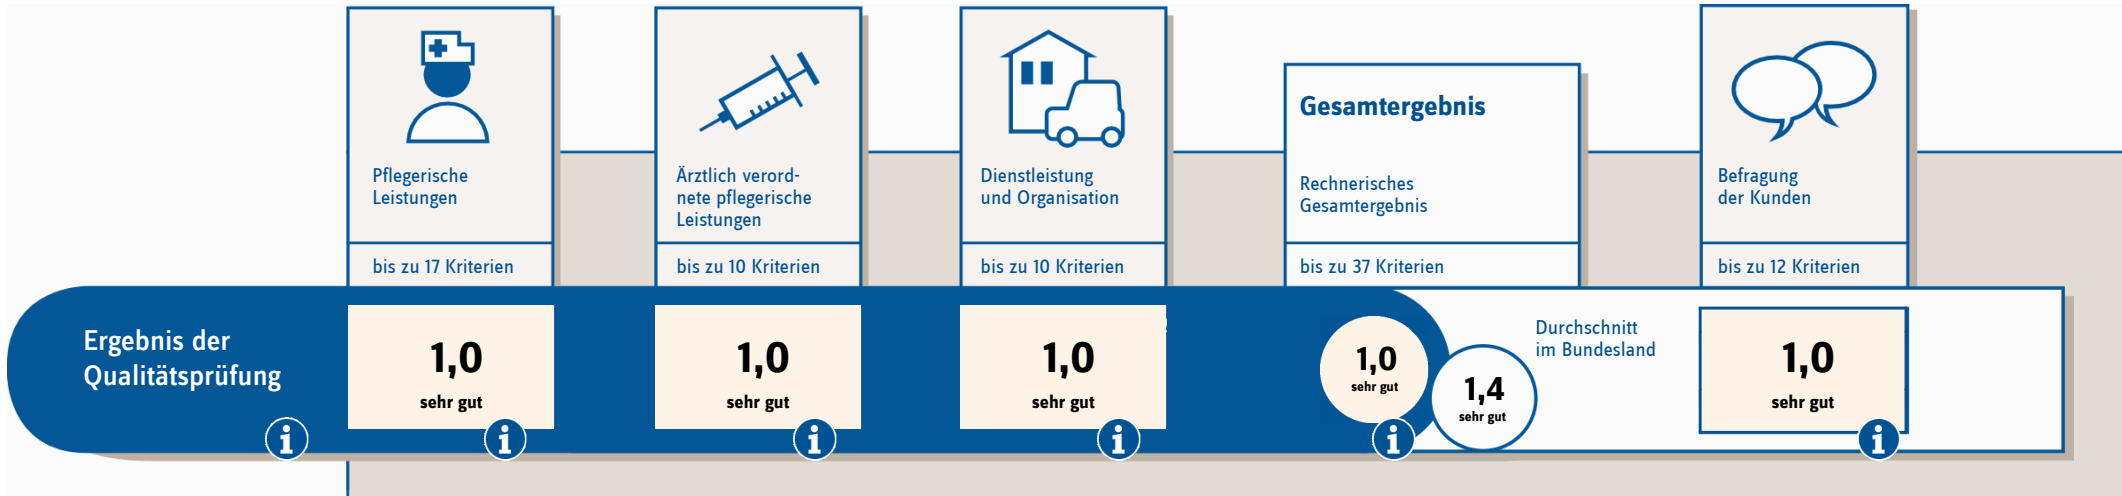 Pflegerische
Leistungen
bis zu 17 Kriterien
Ärztlich verord-
nete pflegerische
Leistungen
bis zu 10 Kriterien
Dienstleistung
und Organisation
bis zu 10 Kriterien
Gesamtergebnis
Rechnerisches
Gesamtergebnis
bis zu 37 Kriterien
Befragung
der Kunden
bis zu 12 Kriterien
Ergebnis der
Qualitätsprüfung
i
1,0
sehr gut
i
1,0
sehr gut
i
1,0
sehr gut
i
1,0
sehr gut
i
1,4
sehr gut
Durchschnitt
im Bundesland
1,0
sehr gut
i